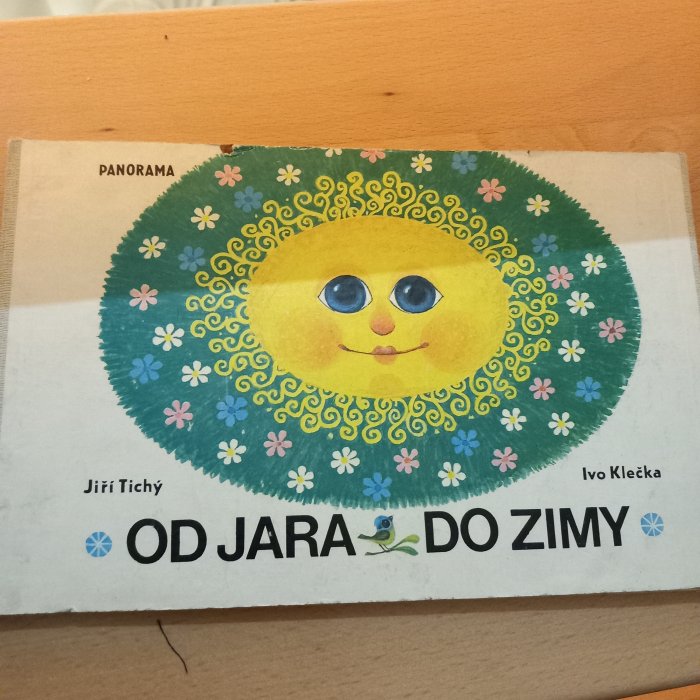 PANORAMA
Jiří Tichý
Ivo Klečka
OD JARA DO ZIMY